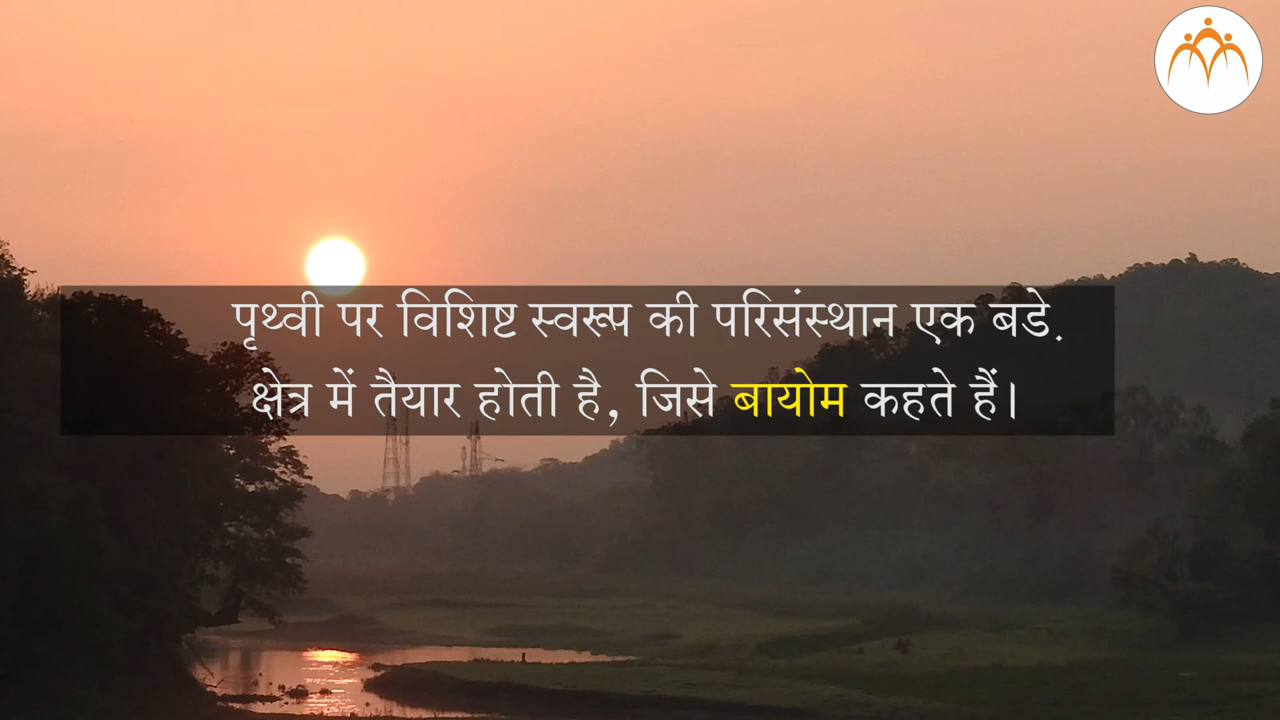 पृथ्वी पर विशिष्ट स्वरूप की परिसंस्थान एक बडे.
क्षेत्र में तैयार होती है, जिसे बायोम कहते हैं।